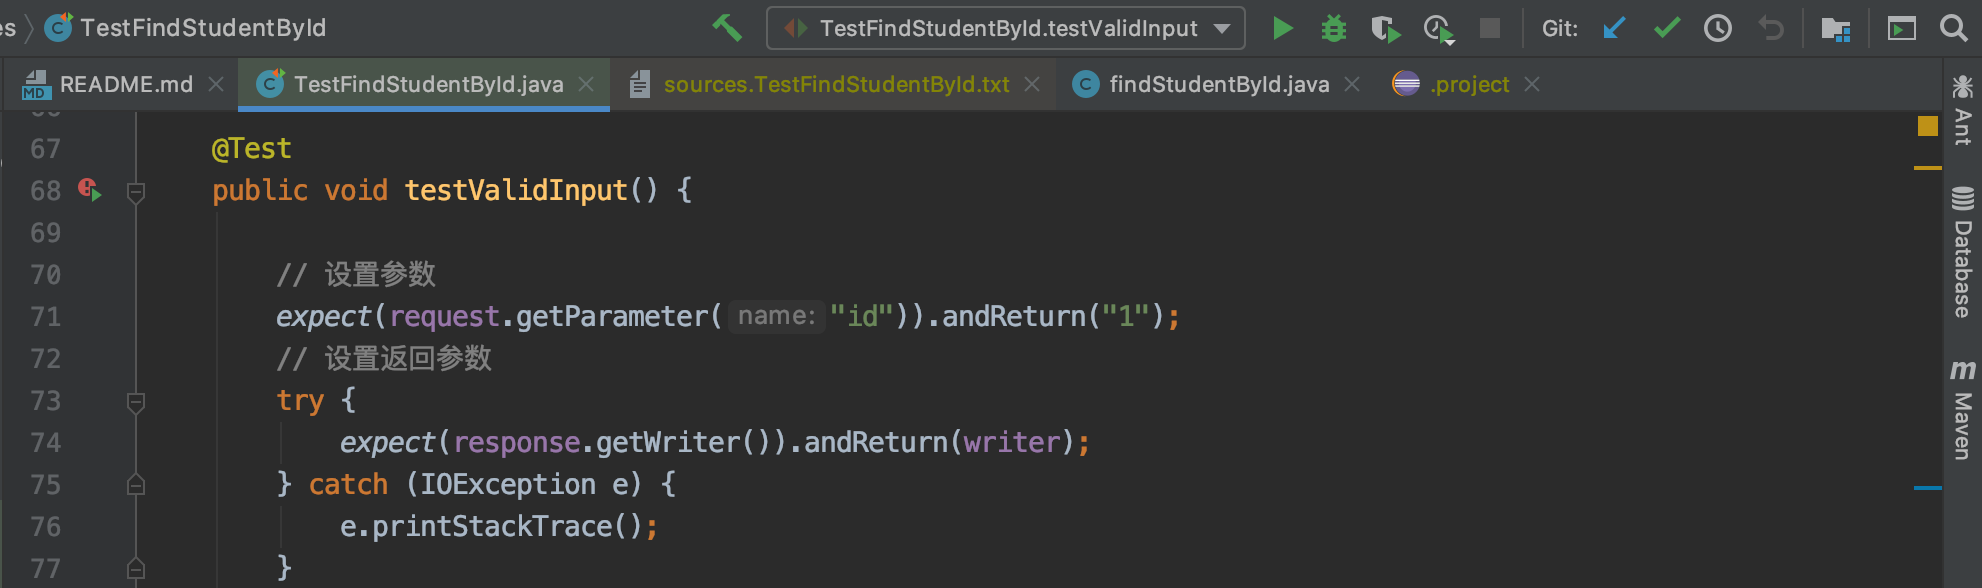 es
TestFindStudentById
TestFindStudentById.testValidInput
Git:
MD
README.md
TestFindStudentById.java
sources.TestFindStudentById.txt
findStudentById.java
.project
67 @Test
68 public void testValidInput() {
69
70 // 设置参数
71 expect(request.getParameter( name: "id")).andReturn("1");
72 // 设置返回参数
73 try {
74 expect(response.getWriter()).andReturn(writer);
75 } catch (IOException e) {
76 e.printStackTrace();
77 }
Ant
Database
m
Maven